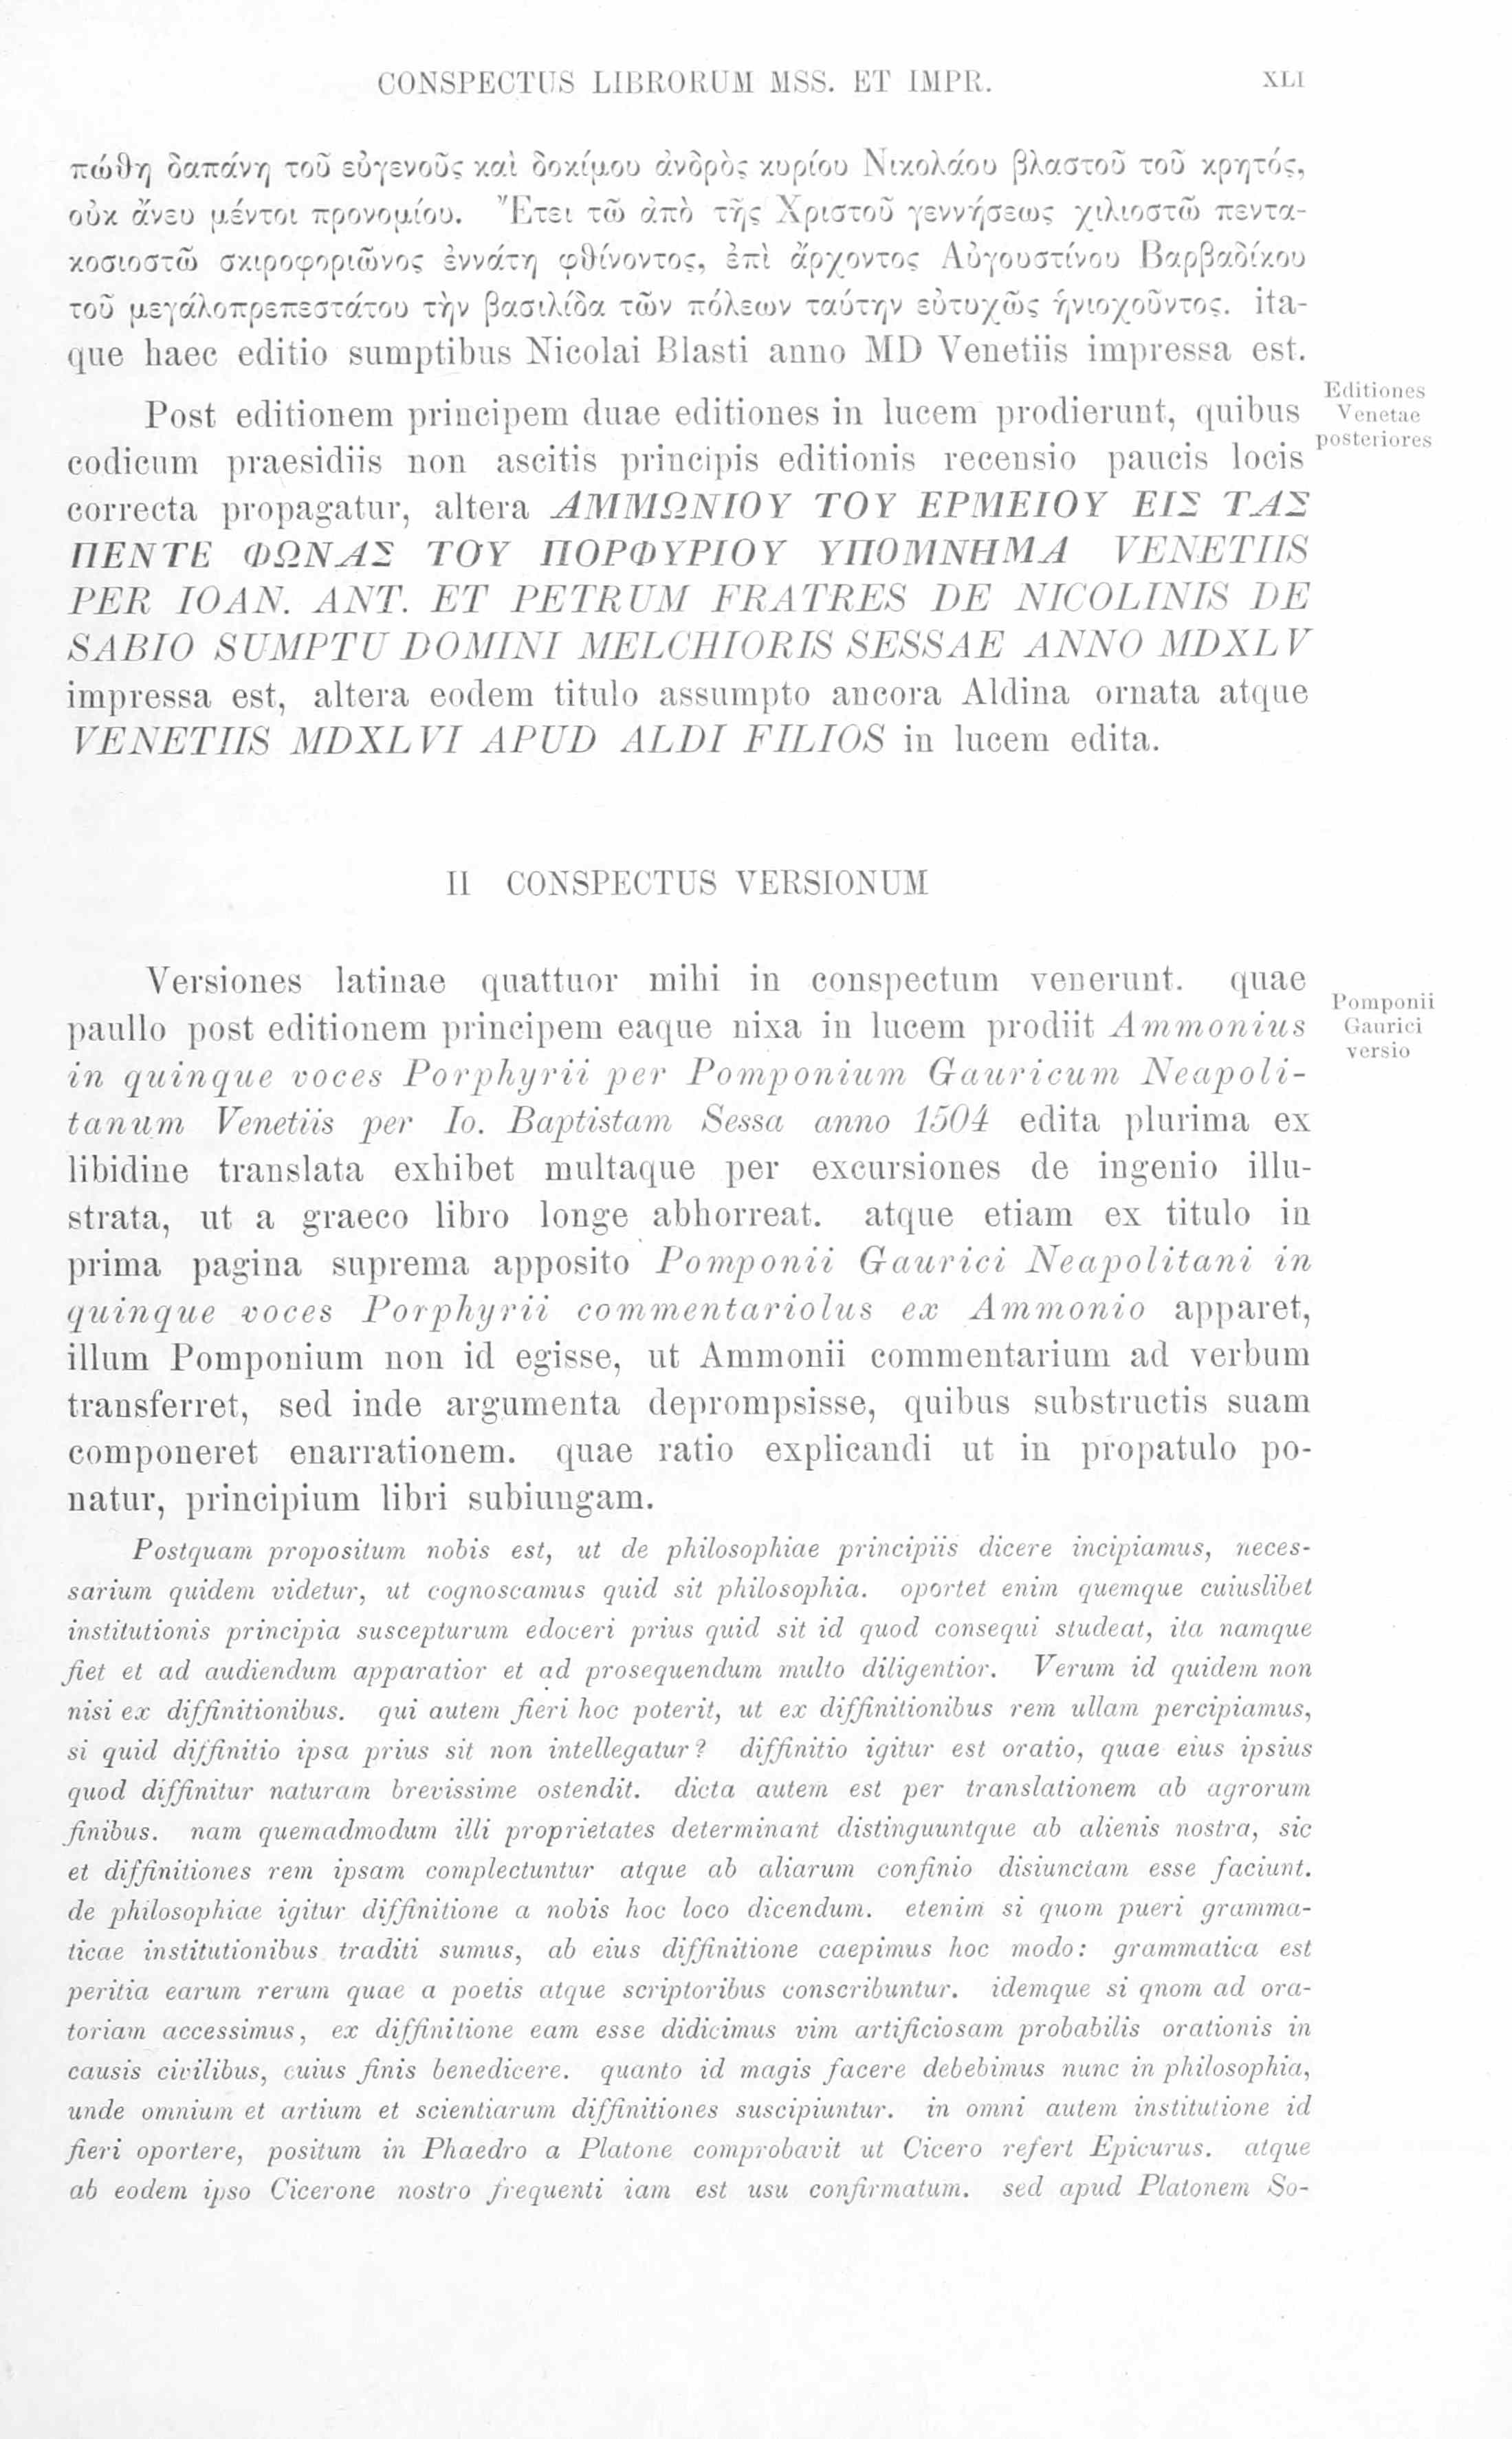 CONSPECTUS LIBRORUM MSS. ET IMPR. XLI
πώθη δαπάνη τοῦ εὐγενοῦς καὶ δοκίμου ἀνδρὸς κυρίου Νικολάου βλαστοῦ τοῦ κρητός,
οὐκ ἄνευ μέντοι προνομίου. Ἔτει τῶ ἀπὸ τῆς Χριστοῦ γεννήσεως χιλιοστῶ πεντα-
κοσιοστῶ σκιροφοριῶνος ἐννάτη φθίνοντος, ἐπὶ ἄρχοντος Αὐγουστίνου Βαρβαδίκου
τοῦ μεγάλοπρεπεστάτου τὴν βασιλίδα τῶν πόλεων ταύτην εὐτυχῶς ἡνιοχοῦντος. ita-
que haec editio sumptibus Nicolai Blasti anno MD Venetiis impressa est.
Editiones
Venetae
posteriores
Post editionem principem duae editiones in lucem prodierunt, quibus
codicum praesidiis non ascitis principis editionis recensio paucis locis
correcta propagatur, altera ΑΜΜΩΝΙΟΥ ΤΟΥ ΕΡΜΕΙΟΥ ΕΙΣ ΤΑΣ
ΠΕΝΤΕ ΦΩΝΑΣ ΤΟΥ ΠΟΡΦΥΡΙΟΥ ΥΠΟΜΝΗΜΑ VENETIIS
PER IOAN. ANT. ET PETRUM FRATRES DE NICOLINIS DE
SABIO SUMPTU DOMINI MELCHIORIS SESSAE ANNO MDXLV
impressa est, altera eodem titulo assumpto ancora Aldina ornata atque
VENETIIS MDXLVI APUD ALDI FILIOS in lucem edita.
II CONSPECTUS VERSIONUM
Versiones latinae quattuor mihi in conspectum venerunt. quae
Pomponii
Gaurici
versio
paullo post editionem principem eaque nixa in lucem prodiit Ammonius
in quinque voces Porphyrii per Pomponium Gauricum Neapoli-
tanum Venetiis per Io. Baptistam Sessa anno 1504 edita plurima ex
libidine translata exhibet multaque per excursiones de ingenio illu-
strata, ut a graeco libro longe abhorreat. atque etiam ex titulo in
prima pagina suprema apposito Pomponii Gaurici Neapolitani in
quinque voces Porphyrii commentariolus ex Ammonio apparet,
illum Pomponium non id egisse, ut Ammonii commentarium ad verbum
transferret, sed inde argumenta deprompsisse, quibus substructis suam
componeret enarrationem. quae ratio explicandi ut in propatulo po-
natur, principium libri subiungam.
Postquam propositum nobis est, ut de philosophiae principiis dicere incipiamus, neces-
sarium quidem videtur, ut cognoscamus quid sit philosophia. oportet enim quemque cuiuslibet
institutionis principia suscepturum edoceri prius quid sit id quod consequi studeat, ita namque
fiet et ad audiendum apparatior et ad prosequendum multo diligentior. Verum id quidem non
nisi ex diffinitionibus. qui autem fieri hoc poterit, ut ex diffinitionibus rem ullam percipiamus,
si quid diffinitio ipsa prius sit non intellegatur? diffinitio igitur est oratio, quae eius ipsius
quod diffinitur naturam brevissime ostendit. dicta autem est per translationem ab agrorum
finibus. nam quemadmodum illi proprietates determinant distinguuntque ab alienis nostra, sic
et diffinitiones rem ipsam complectuntur atque ab aliarum confinio disiunctam esse faciunt.
de philosophiae igitur diffinitione a nobis hoc loco dicendum. etenim si quom pueri gramma-
ticae institutionibus traditi sumus, ab eius diffinitione caepimus hoc modo: grammatica est
peritia earum rerum quae a poetis atque scriptoribus conscribuntur. idemque si qnom ad ora-
toriam accessimus, ex diffinitione eam esse didicimus vim artificiosam probabilis orationis in
causis civilibus, cuius finis benedicere. quanto id magis facere debebimus nunc in philosophia,
unde omnium et artium et scientiarum diffinitiones suscipiuntur. in omni autem institutione id
fieri oportere, positum in Phaedro a Platone comprobavit ut Cicero refert Epicurus. atque
ab eodem ipso Cicerone nostro frequenti iam est usu confirmatum. sed apud Platonem So-